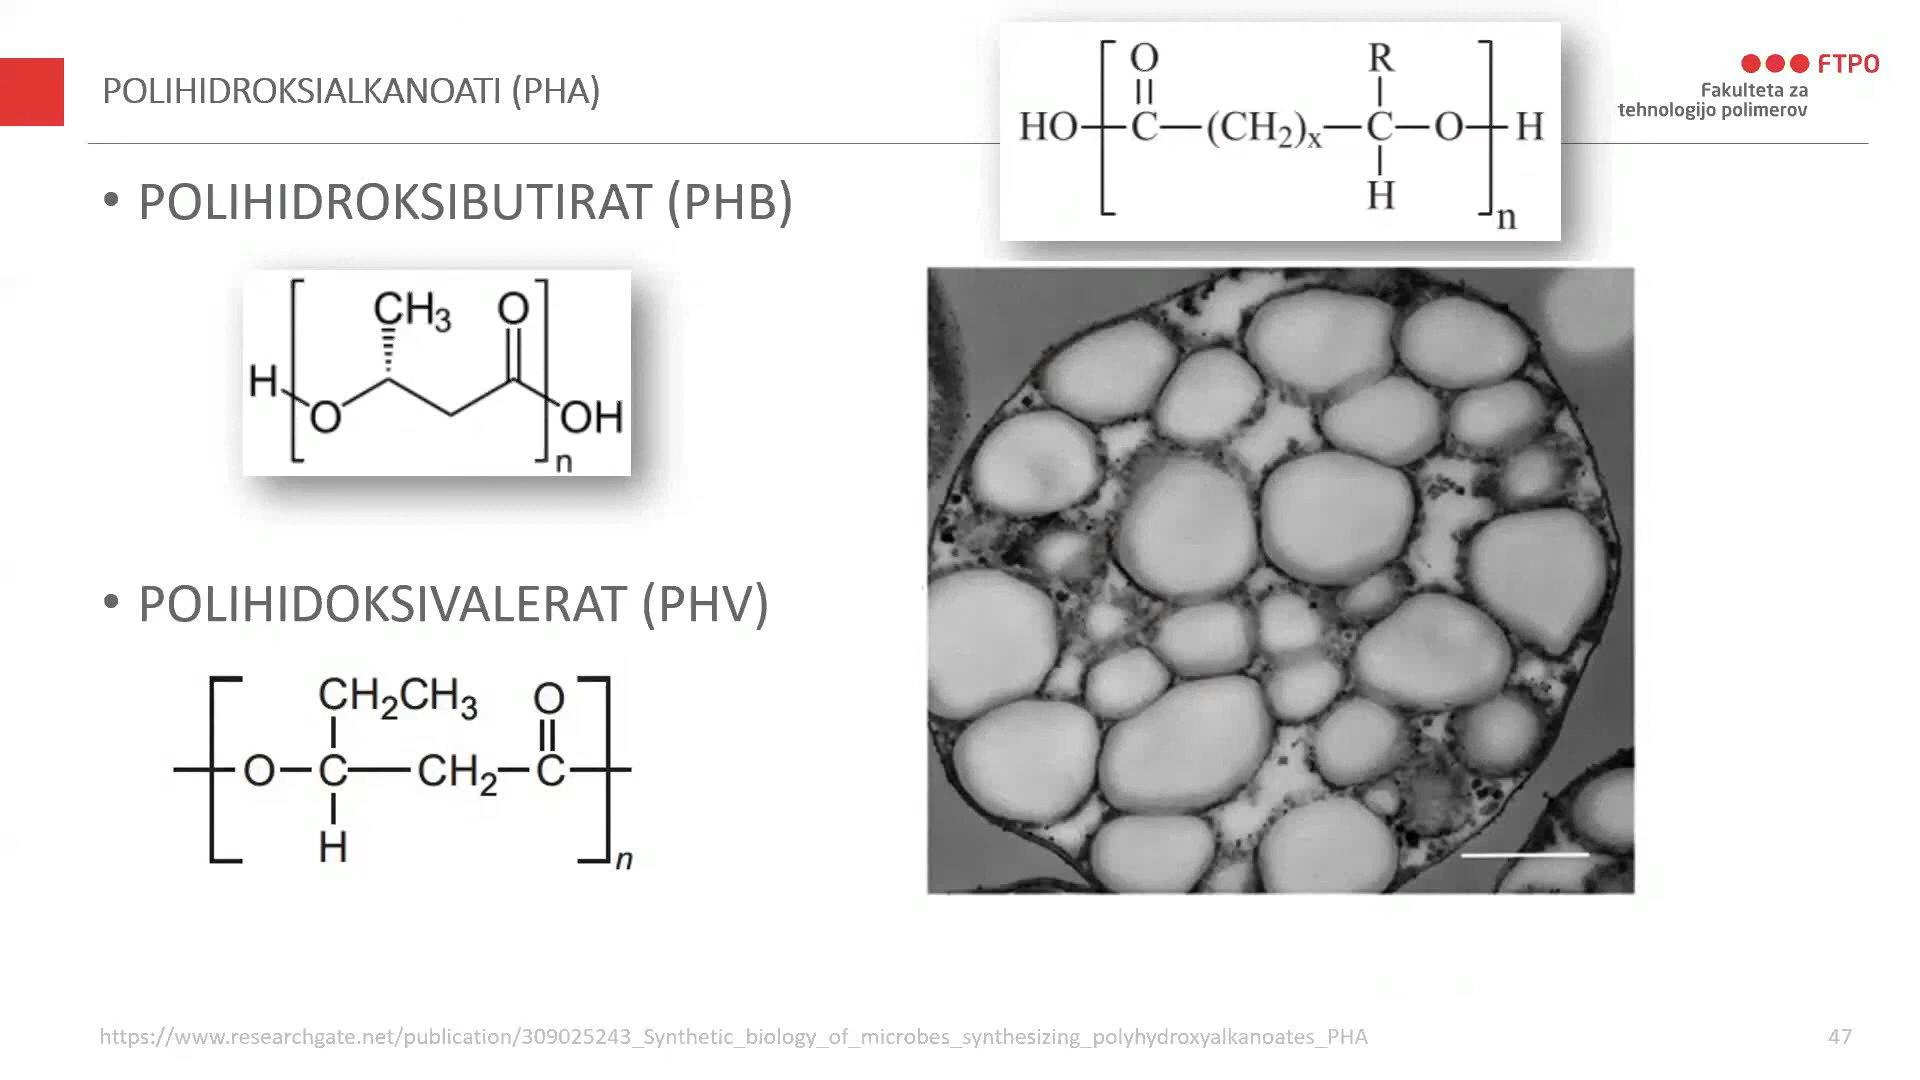 POLIHIDROKSIALKANOATI (PHA)
FTPO
Fakulteta za
tehnologijo polimerov
O
R
HO C (CH2)x C O H
H
n
• POLIHIDROKSIBUTIRAT (PHB)
CH3 O
H
O
OH
n
• POLIHIDOKSIVALERAT (PHV)
CH2CH3 O
O C CH2 C
H
n
https://www.researchgate.net/publication/309025243_Synthetic_biology_of_microbes_synthesizing_polyhydroxyalkanoates_PHA
47